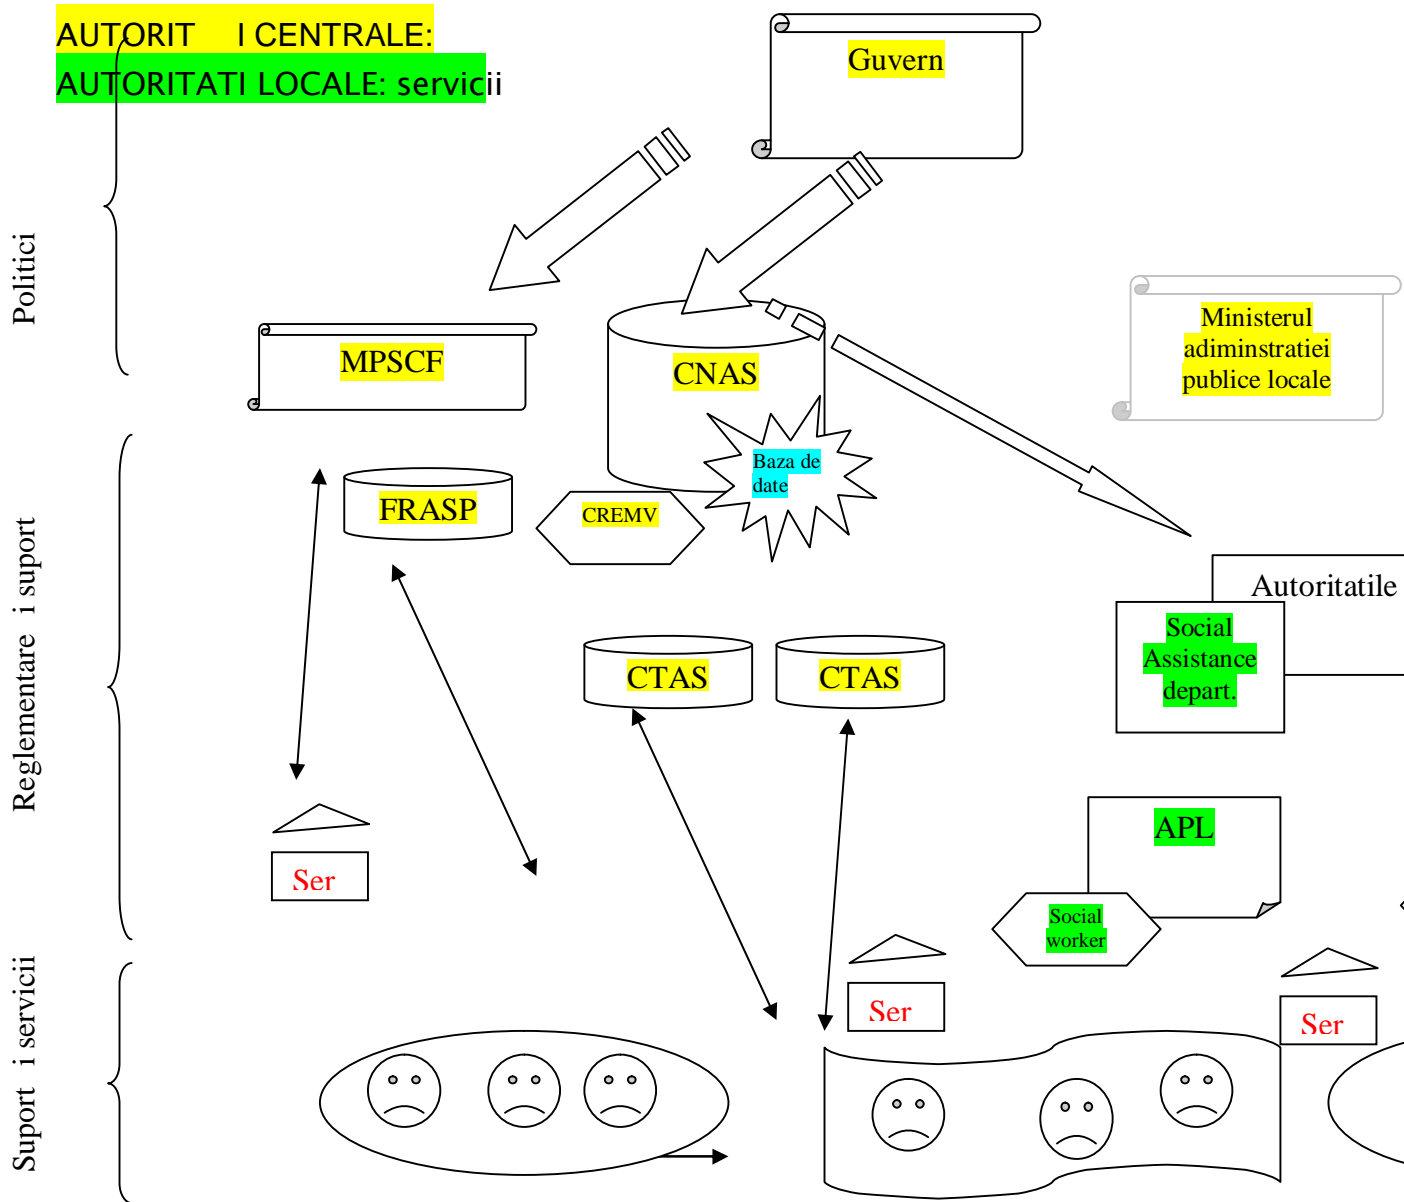 AUTORIT I CENTRALE:
AUTORITATI LOCALE: servicii
Guvern
Politici
MPSCF
CNAS
Ministerul
adiminstratiei
publice locale
Baza de
date
FRASP
CREMV
Reglementare i suport
Autoritatile
Social
Assistance
depart.
CTAS
CTAS
APL
Ser
Social
worker
Ser
Ser
Suport i servicii